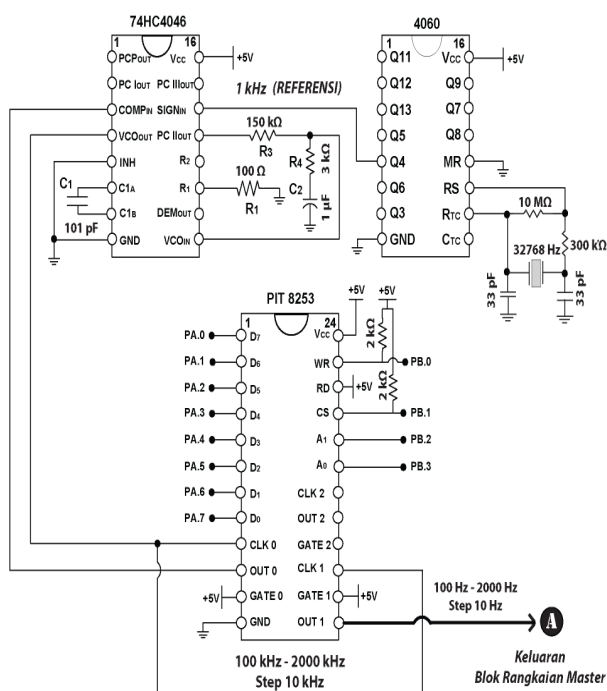 74HC4046
1 16
PCPOUT VCC +5V
PC IOUT PC IIIOUT
COMPIN SIGNIN
VCOOUT PC IIOUT
INH R2
C1A R1
C1B DEMOUT
GND VCOIN
C1
101 pF
1 kHz (REFERENSI)
150 kΩ
R3
R4
3 kΩ
100 Ω
R1
C2
1 µF
4060
1 16
Q11 VCC +5V
Q12 Q9
Q13 Q7
Q5 Q8
Q4 MR
Q6 RS
Q3 RTC
GND CTC
10 MΩ
300 kΩ
32768 Hz
33 pF
33 pF
PIT 8253
1 24
+5V
+5V
2 kΩ
2 kΩ
PA.0 D7 VCC
PA.1 D6 WR PB.0
PA.2 D5 RD +5V
PA.3 D4 CS PB.1
PA.4 D3 A1 PB.2
PA.5 D2 A0 PB.3
PA.6 D1 CLK 2
PA.7 D0 OUT 2
CLK 0 GATE 2
OUT 0 CLK 1
+5V GATE 0 GATE 1 +5V
GND OUT 1
100 Hz - 2000 Hz
Step 10 Hz
A
Keluaran
Blok Rangkaian Master
100 kHz - 2000 kHz
Step 10 kHz